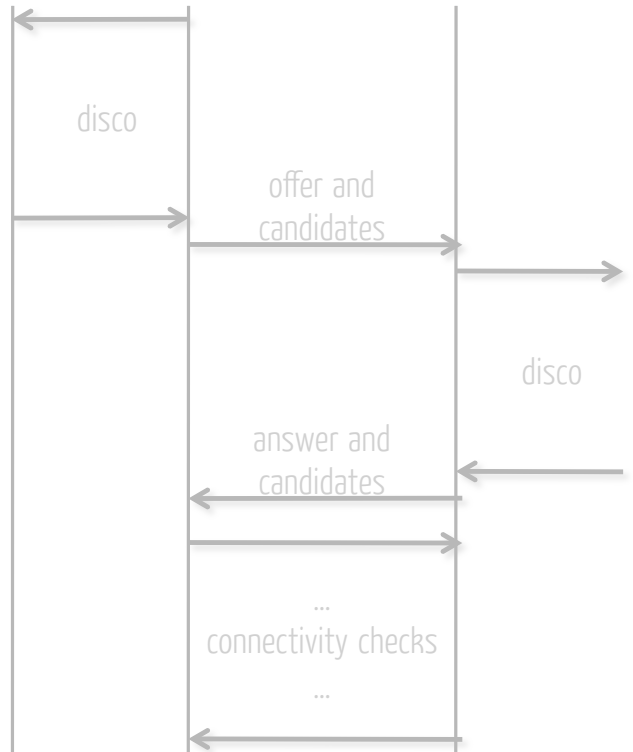 disco
offer and
candidates
disco
answer and
candidates
...
connectivity checks
...